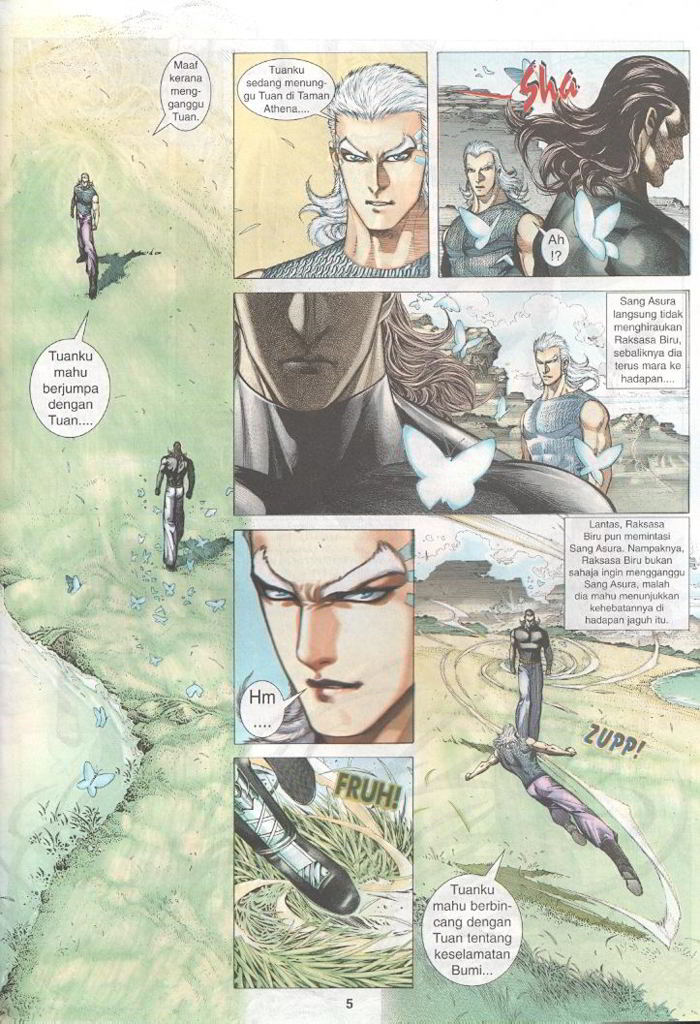 Maaf
kerana
meng-
ganggu
Tuan.
Tuanku
mahu
berjumpa
dengan
Tuan....
Tuanku
sedang menung-
gu Tuan di Taman
Athena....
Sha
Ah
!?
Sang Asura
langsung tidak
menghiraukan
Raksasa Biru,
sebaliknya dia
terus mara ke
hadapan....
Hm
....
Lantas, Raksasa
Biru pun memintasi
Sang Asura. Nampaknya,
Raksasa Biru bukan
sahaja ingin mengganggu
Sang Asura, malah
dia mahu menunjukkan
kehebatannya di
hadapan jaguh itu.
ZUPP!
FRUH!
Tuanku
mahu berbin-
cang dengan
Tuan tentang
keselamatan
Bumi...
5